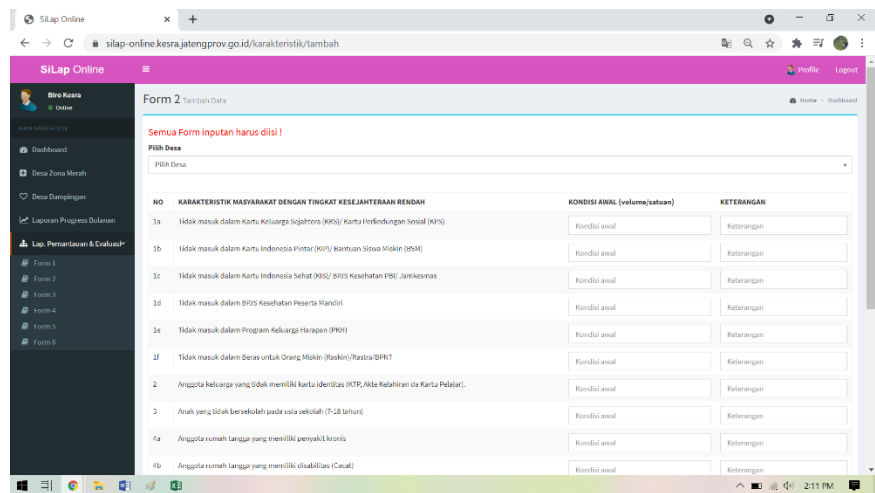 SiLap Online
silap-online.kesra.jatengprov.go.id/karakteristik/tambah
SiLap Online
Profile
Logout
Biro Kesra
Online
MAIN NAVIGATION
Dashboard
Desa Zona Merah
Desa Dampingan
Laporan Progress Bulanan
Lap. Pemantauan & Evaluasi
Form 1
Form 2
Form 3
Form 4
Form 5
Form 6
Form 2 Tambah Data
Home > Dashboard
Semua Form inputan harus diisi !
Pilih Desa
Pilih Desa
NO KARAKTERISTIK MASYARAKAT DENGAN TINGKAT KESEJAHTERAAN RENDAH KONDISI AWAL (volume/satuan) KETERANGAN
1a Tidak masuk dalam Kartu Keluarga Sejahtera (KKS)/ Kartu Perlindungan Sosial (KPS) Kondisi awal Keterangan
1b Tidak masuk dalam Kartu Indonesia Pintar (KIP)/ Bantuan Siswa Miskin (BSM) Kondisi awal Keterangan
1c Tidak masuk dalam Kartu Indonesia Sehat (KIS)/ BPJS Kesehatan PBI/ Jamkesmas Kondisi awal Keterangan
1d Tidak masuk dalam BPJS Kesehatan Peserta Mandiri Kondisi awal Keterangan
1e Tidak masuk dalam Program Keluarga Harapan (PKH) Kondisi awal Keterangan
1f Tidak masuk dalam Beras untuk Orang Miskin (Raskin)/Rastra/BPNT Kondisi awal Keterangan
2 Anggota keluarga yang tidak memiliki kartu identitas (KTP, Akte Kelahiran da Kartu Pelajar). Kondisi awal Keterangan
3 Anak yang tidak bersekolah pada usia sekolah (7-18 tahun) Kondisi awal Keterangan
4a Anggota rumah tangga yang memiliki penyakit kronis Kondisi awal Keterangan
4b Anggota rumah tangga yang memiliki disabilitas (Cacat) Kondisi awal Keterangan
2:11 PM